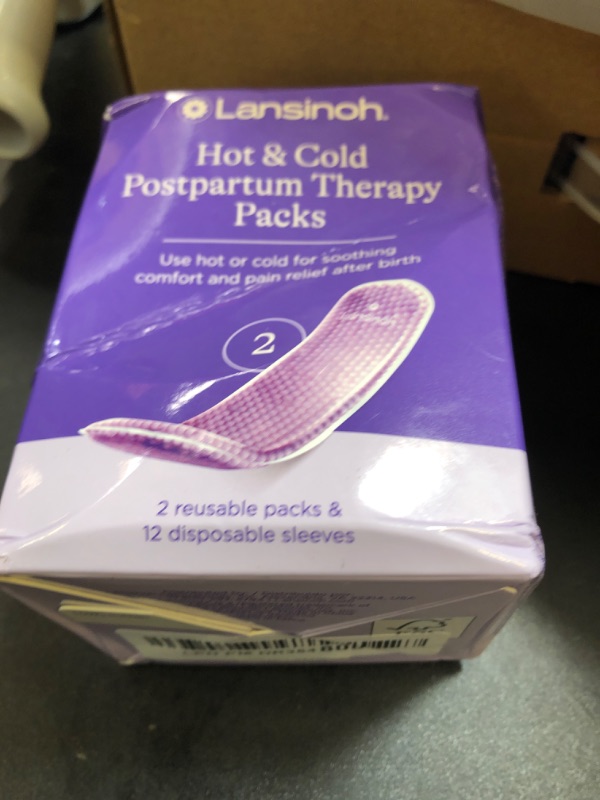 Lansinoh®
Hot & Cold
Postpartum Therapy
Packs
Use hot or cold for soothing
comfort and pain relief after birth
2
Lansinoh
2 reusable packs &
12 disposable sleeves